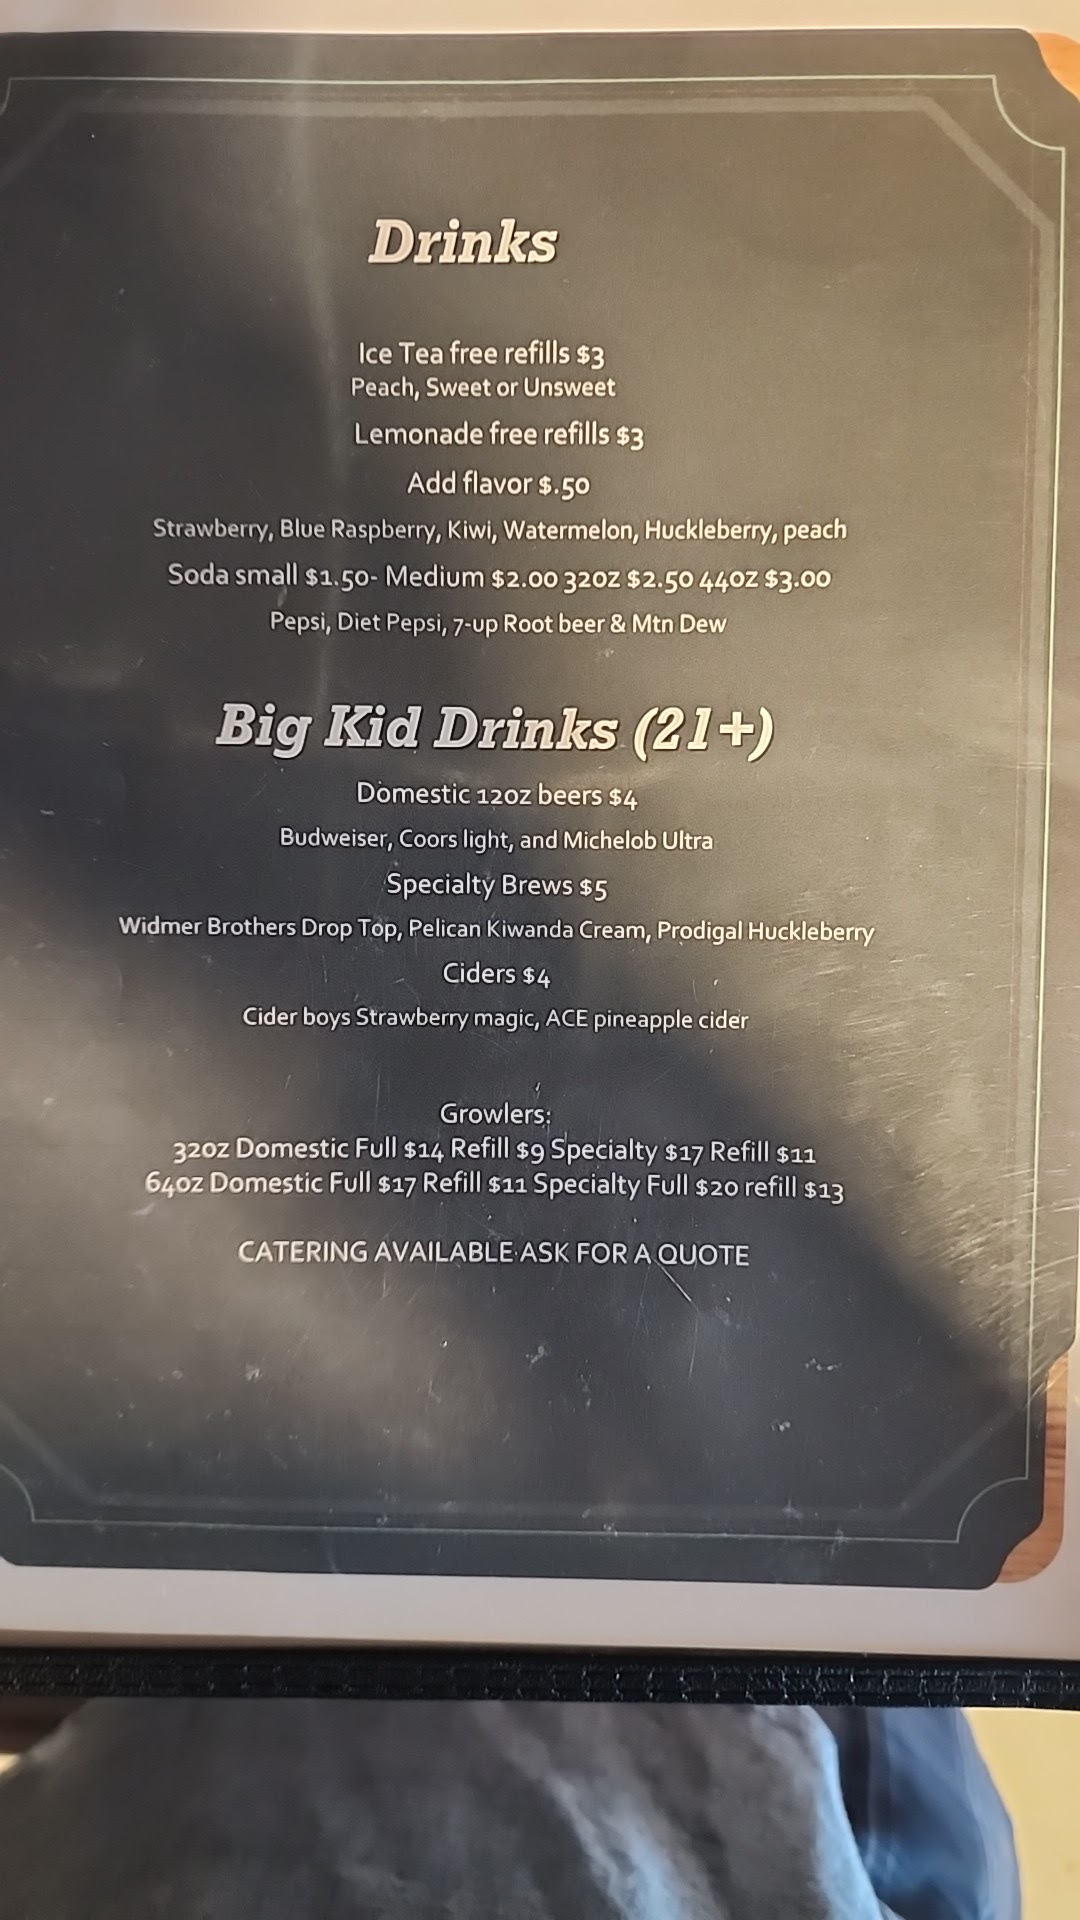 Drinks
Ice Tea free refills $3
Peach, Sweet or Unsweet
Lemonade free refills $3
Add flavor $.50
Strawberry, Blue Raspberry, Kiwi, Watermelon, Huckleberry, peach
Soda small $1.50- Medium $2.00 32oz $2.50 44oz $3.00
Pepsi, Diet Pepsi, 7-up Root beer & Mtn Dew
Big Kid Drinks (21+)
Domestic 12oz beers $4
Budweiser, Coors light, and Michelob Ultra
Specialty Brews $5
Widmer Brothers Drop Top, Pelican Kiwanda Cream, Prodigal Huckleberry
Ciders $4
Cider boys Strawberry magic, ACE pineapple cider
Growlers:
32oz Domestic Full $14 Refill $9 Specialty $17 Refill $11
64oz Domestic Full $17 Refill $11 Specialty Full $20 refill $13
CATERING AVAILABLE ASK FOR A QUOTE